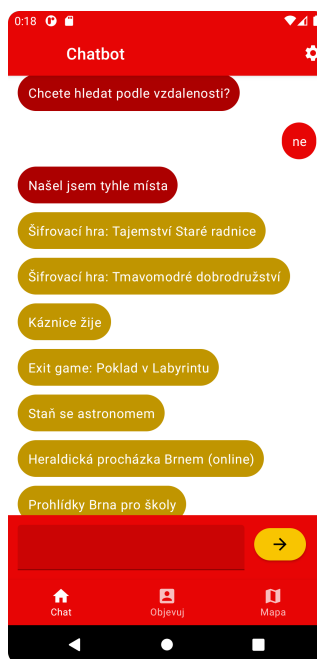 0:18
Chatbot
Chcete hledat podle vzdalenosti?
ne
Našel jsem tyhle místa
Šifrovací hra: Tajemství Staré radnice
Šifrovací hra: Tmavomodré dobrodružství
Káznice žije
Exit game: Poklad v Labyrintu
Staň se astronomem
Heraldická procházka Brnem (online)
Prohlídky Brna pro školy
Chat
Objevuj
Mapa